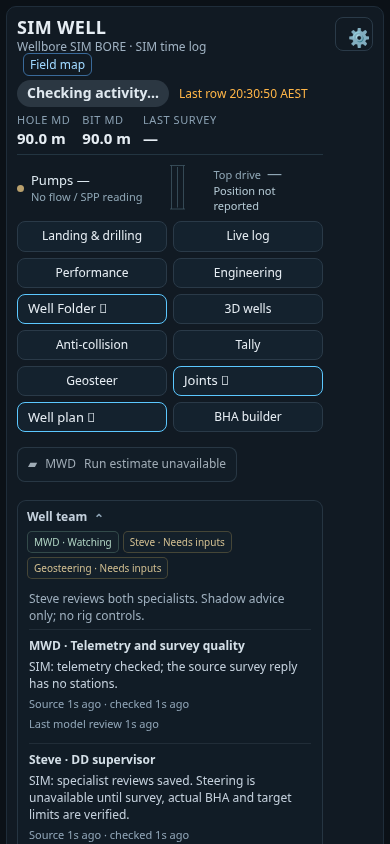 SIM WELL
Wellbore SIM BORE · SIM time log
Field map
Checking activity... Last row 20:30:50 AEST
HOLE MD BIT MD LAST SURVEY
90.0 m 90.0 m —
Pumps —
No flow / SPP reading
Top drive —
Position not
reported
Landing & drilling
Live log
Performance
Engineering
Well Folder
3D wells
Anti-collision
Tally
Geosteer
Joints
Well plan
BHA builder
MWD Run estimate unavailable
Well team
MWD · Watching
Steve · Needs inputs
Geosteering · Needs inputs
Steve reviews both specialists. Shadow advice
only; no rig controls.
MWD · Telemetry and survey quality
SIM: telemetry checked; the source survey reply
has no stations.
Source 1s ago · checked 1s ago
Last model review 1s ago
Steve · DD supervisor
SIM: specialist reviews saved. Steering is
unavailable until survey, actual BHA and target
limits are verified.
Source 1s ago · checked 1s ago